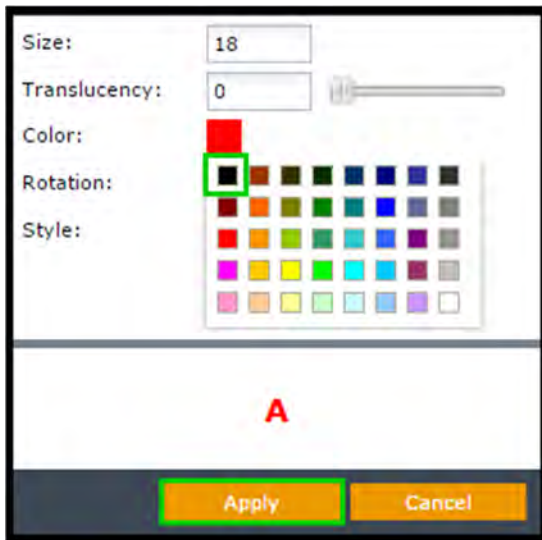 Size: 18
Translucency: 0
Color:
Rotation:
Style:
A
Apply Cancel